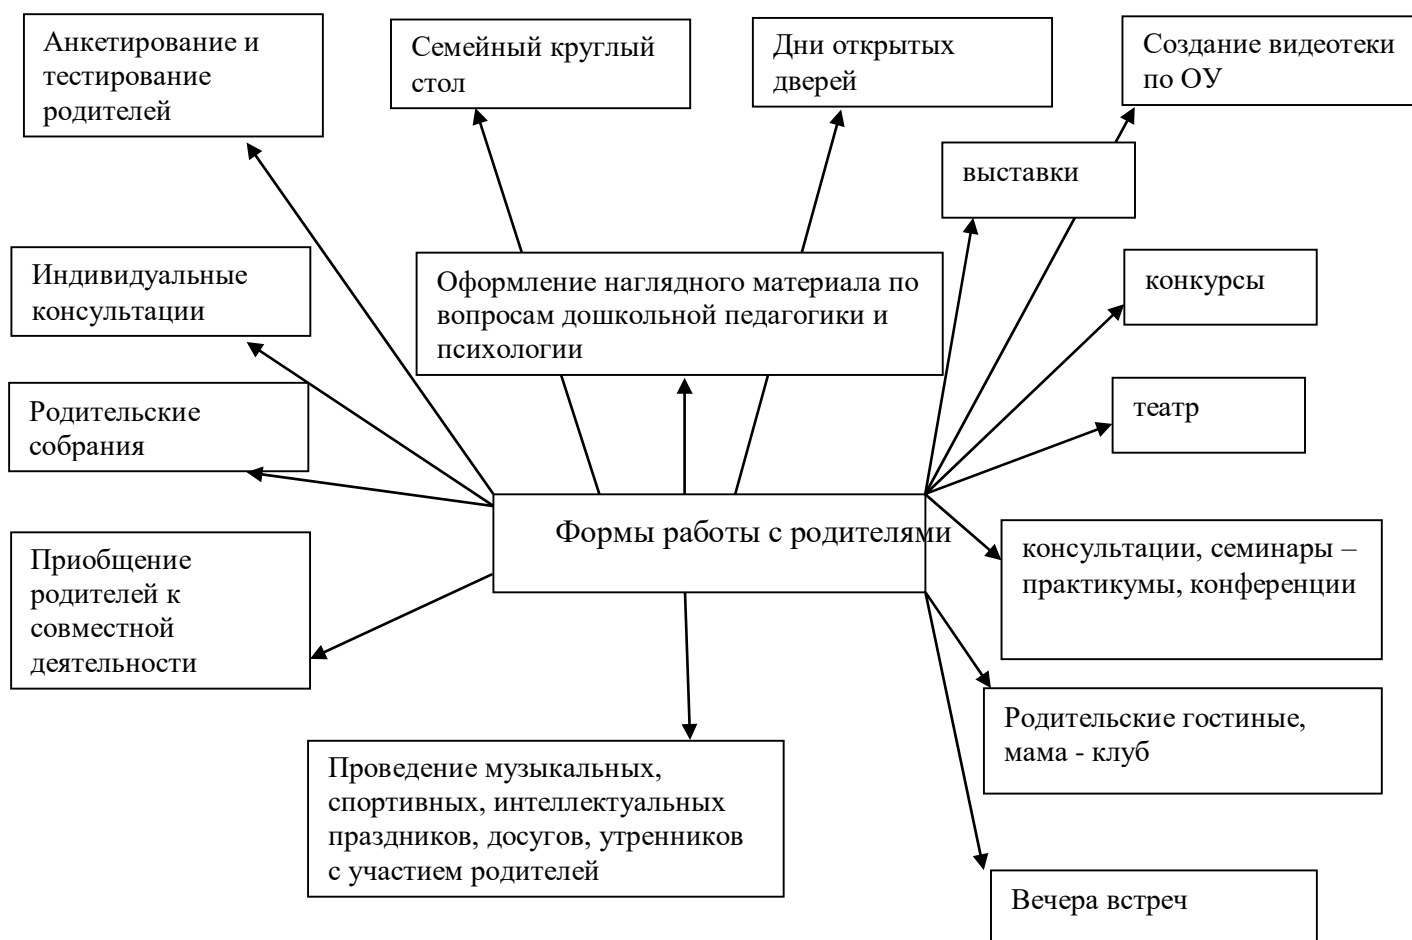 Анкетирование и
тестирование
родителей
Семейный круглый
стол
Дни открытых
дверей
Создание видеотеки
по ОУ
выставки
Индивидуальные
консультации
Оформление наглядного материала по
вопросам дошкольной педагогики и
психологии
конкурсы
Родительские
собрания
театр
Формы работы с родителями
Приобщение
родителей к
совместной
деятельности
консультации, семинары –
практикумы, конференции
Родительские гостиные,
мама - клуб
Проведение музыкальных,
спортивных, интеллектуальных
праздников, досугов, утренников
с участием родителей
Вечера встреч